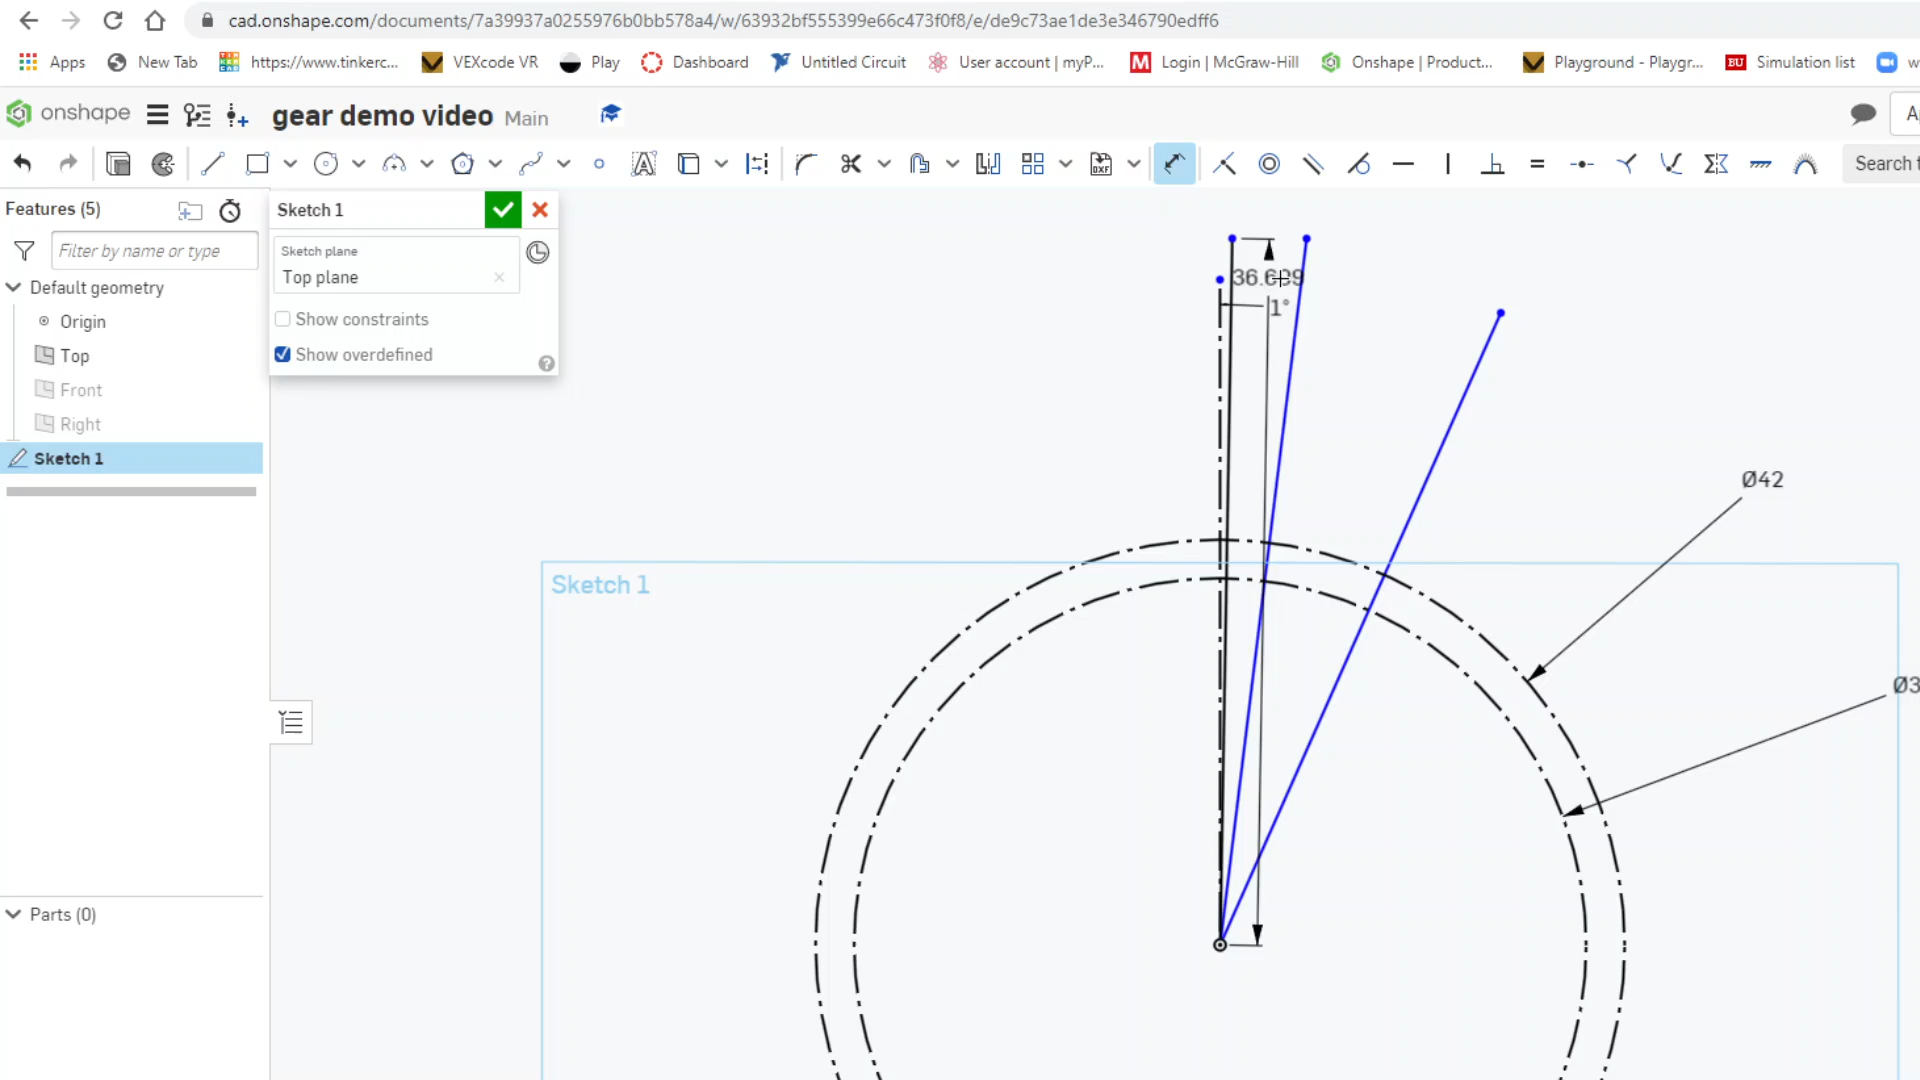 cad.onshape.com/documents/7a39937a0255976b0bb578a4/w/63932bf555399e66c473f0f8/e/de9c73ae1de3e346790edff6
Apps New Tab https://www.tinkerc... VEXcode VR Play Dashboard Untitled Circuit User account | myP... Login | McGraw-Hill Onshape | Product... Playground - Playgr... BU Simulation list w
onshape gear demo video Main
DXF Search t
Features (5)
Filter by name or type
Default geometry
Origin
Top
Front
Right
Sketch 1
Parts (0)
Sketch 1
Sketch plane
Top plane
Show constraints
Show overdefined
1°
Ø42
Sketch 1
Ø3